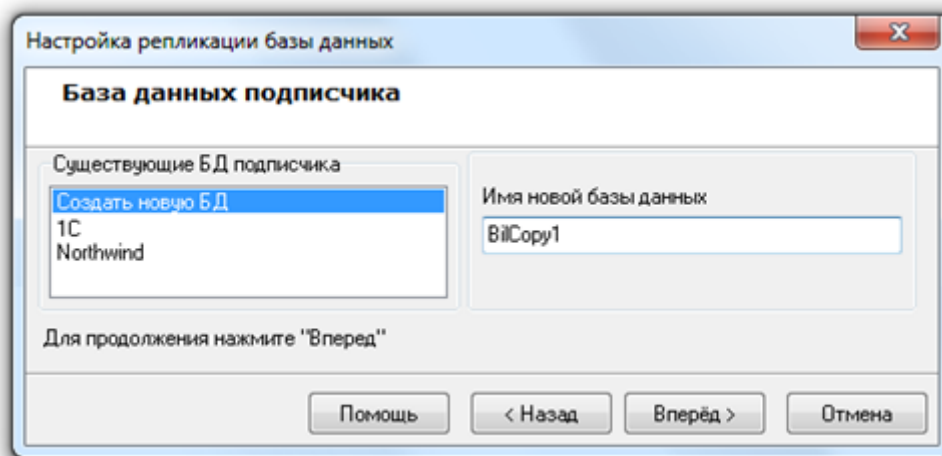 Настройка репликации базы данных
База данных подписчика
Существующие БД подписчика
Создать новую БД
1С
Northwind
Имя новой базы данных
BilCopy1
Для продолжения нажмите "Вперед"
Помощь
< Назад
Вперёд >
Отмена